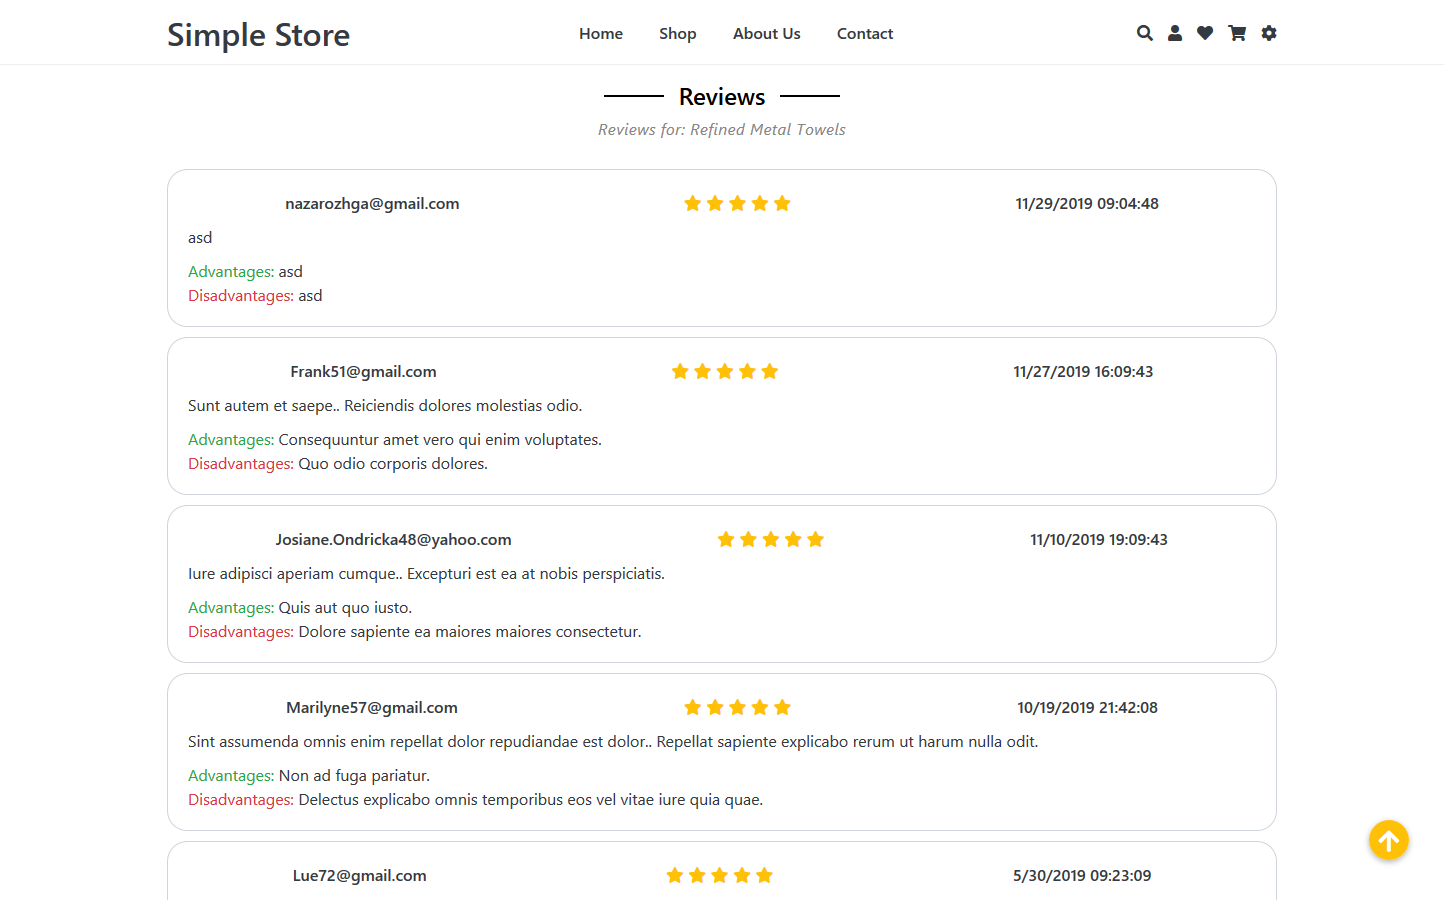 Simple Store Home Shop About Us Contact
Reviews
Reviews for: Refined Metal Towels
nazarozhga@gmail.com 11/29/2019 09:04:48
asd
Advantages: asd
Disadvantages: asd
Frank51@gmail.com 11/27/2019 16:09:43
Sunt autem et saepe.. Reiciendis dolores molestias odio.
Advantages: Consequuntur amet vero qui enim voluptates.
Disadvantages: Quo odio corporis dolores.
Josiane.Ondricka48@yahoo.com 11/10/2019 19:09:43
Iure adipisci aperiam cumque.. Excepturi est ea at nobis perspiciatis.
Advantages: Quis aut quo iusto.
Disadvantages: Dolore sapiente ea maiores maiores consectetur.
Marilyne57@gmail.com 10/19/2019 21:42:08
Sint assumenda omnis enim repellat dolor repudiandae est dolor.. Repellat sapiente explicabo rerum ut harum nulla odit.
Advantages: Non ad fuga pariatur.
Disadvantages: Delectus explicabo omnis temporibus eos vel vitae iure quia quae.
Lue72@gmail.com 5/30/2019 09:23:09